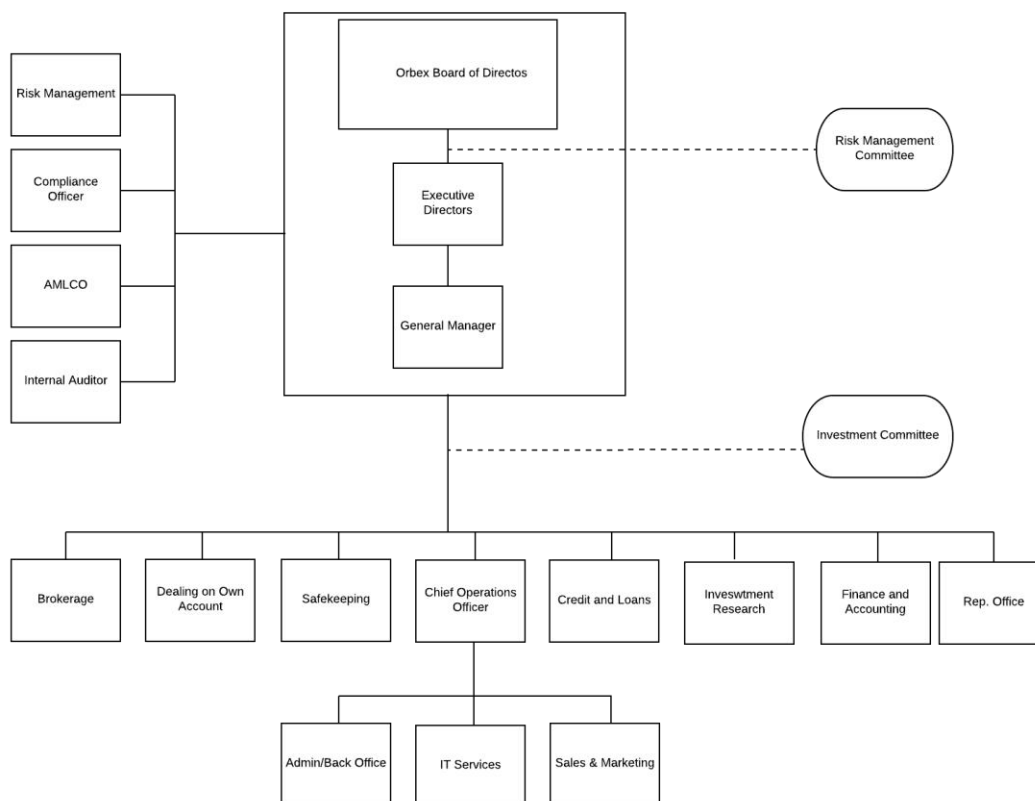 Orbex Board of Directos
Risk Management
Risk Management
Committee
Compliance
Officer
Executive
Directors
AMLCO
General Manager
Internal Auditor
Investment Committee
Brokerage
Dealing on Own
Account
Safekeeping
Chief Operations
Officer
Credit and Loans
Inveswtment
Research
Finance and
Accounting
Rep. Office
Admin/Back Office
IT Services
Sales & Marketing